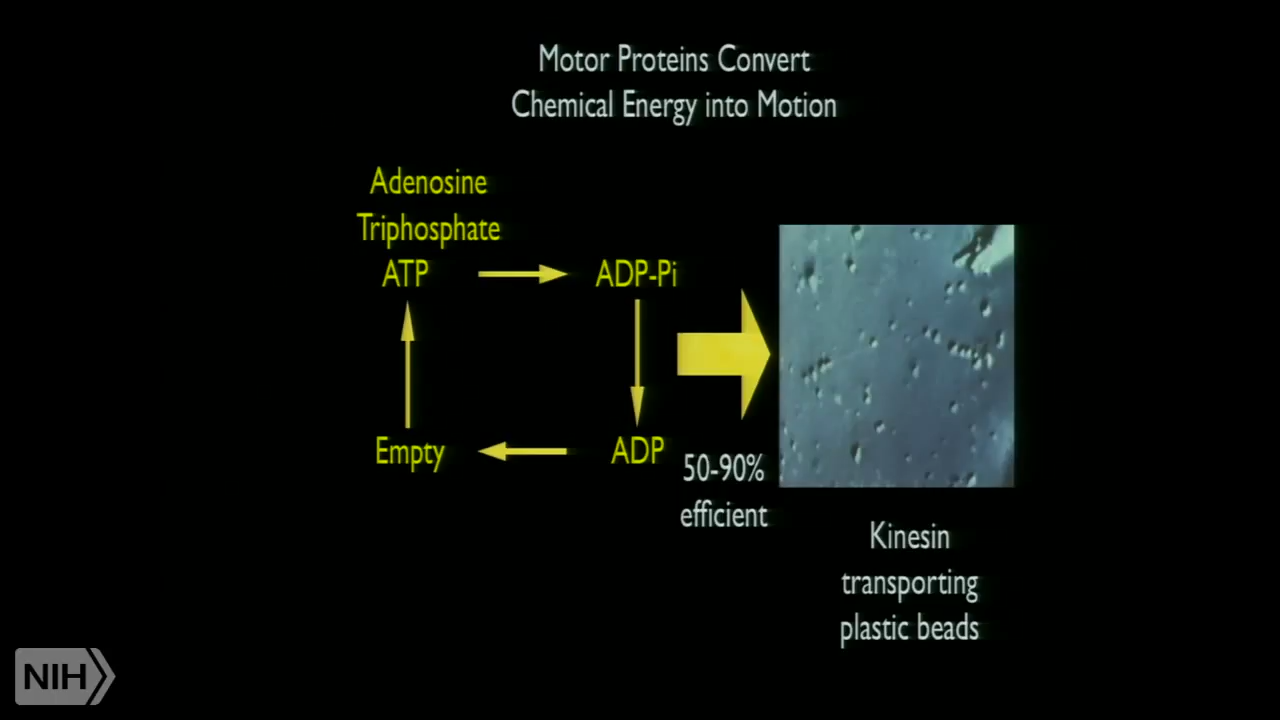 Motor Proteins Convert
Chemical Energy into Motion
Adenosine
Triphosphate
ATP
ADP-Pi
Empty
ADP
50-90%
efficient
Kinesin
transporting
plastic beads
NIH